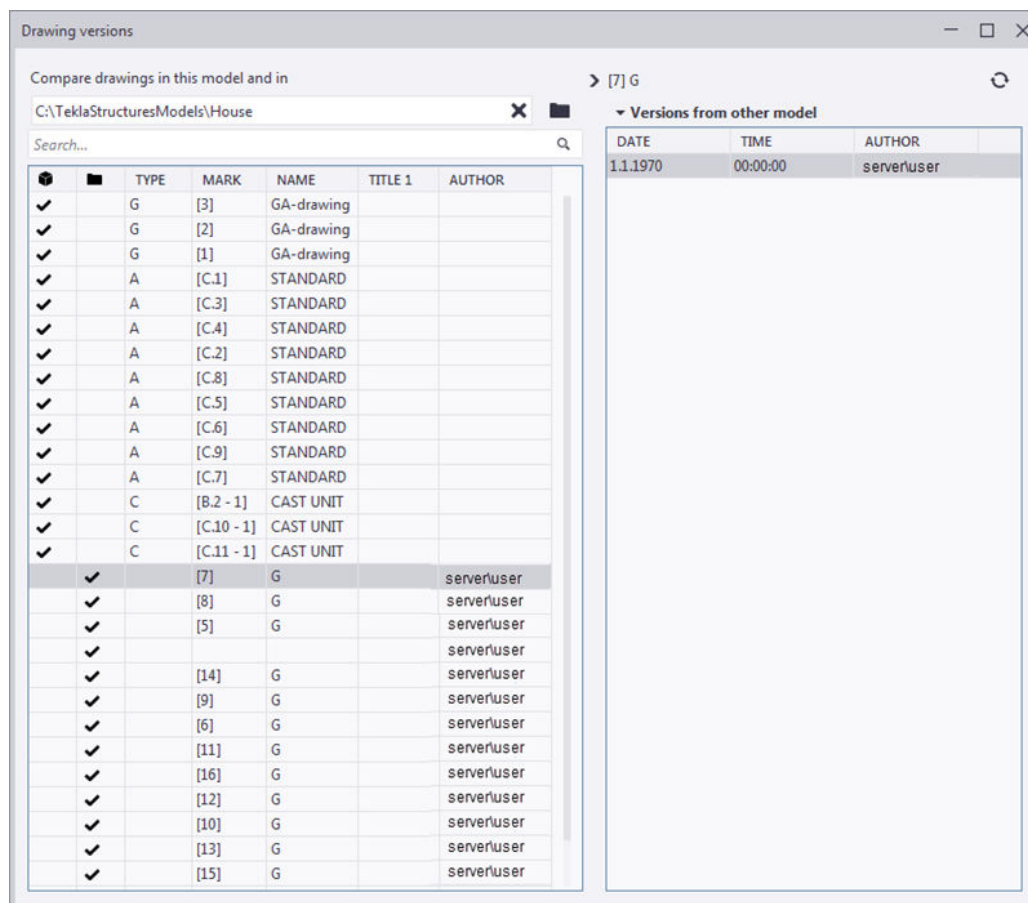 Drawing versions
Compare drawings in this model and in
C:\TeklaStructuresModels\House
Search...
TYPE MARK NAME TITLE 1 AUTHOR
G [3] GA-drawing
G [2] GA-drawing
G [1] GA-drawing
A [C.1] STANDARD
A [C.3] STANDARD
A [C.4] STANDARD
A [C.2] STANDARD
A [C.8] STANDARD
A [C.5] STANDARD
A [C.6] STANDARD
A [C.9] STANDARD
A [C.7] STANDARD
C [B.2 - 1] CAST UNIT
C [C.10 - 1] CAST UNIT
C [C.11 - 1] CAST UNIT
[7] G server\user
[8] G server\user
[5] G server\user
server\user
[14] G server\user
[9] G server\user
[6] G server\user
[11] G server\user
[16] G server\user
[12] G server\user
[10] G server\user
[13] G server\user
[15] G server\user
[7] G
Versions from other model
DATE TIME AUTHOR
1.1.1970 00:00:00 server\user